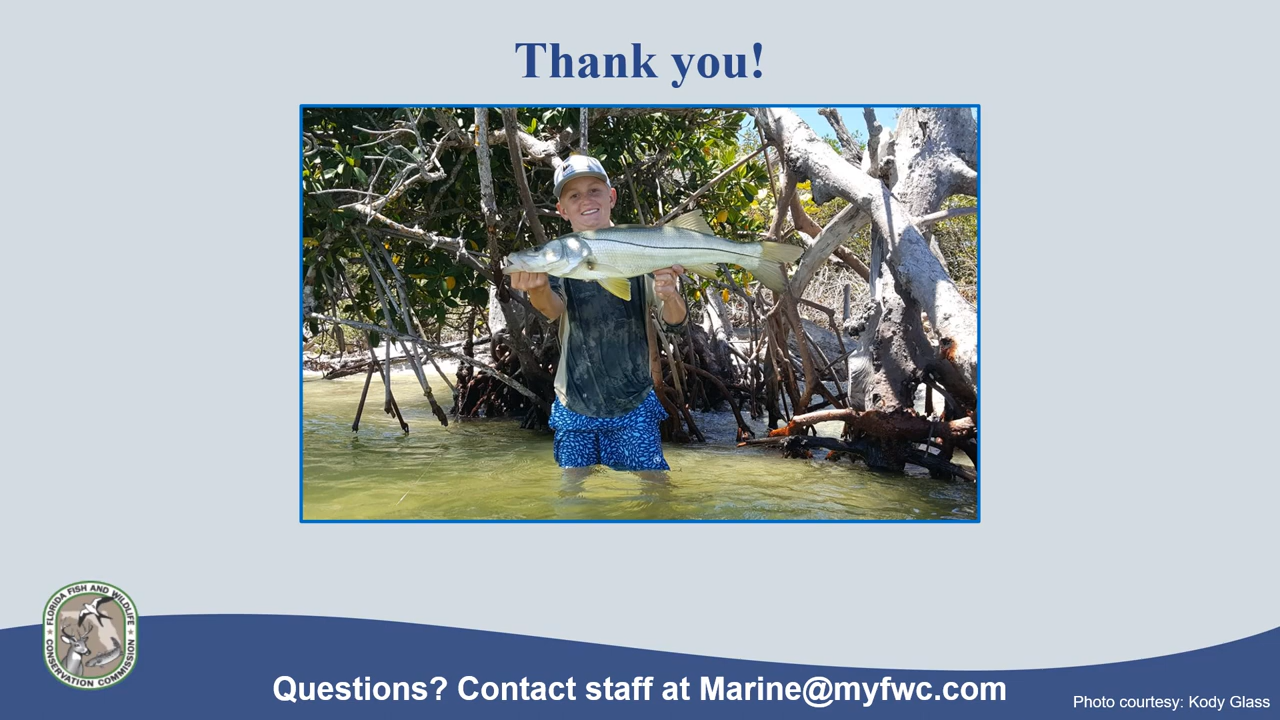 Thank you!
FLORIDA FISH AND WILDLIFE
CONSERVATION COMMISSION
Questions? Contact staff at Marine@myfwc.com
Photo courtesy: Kody Glass